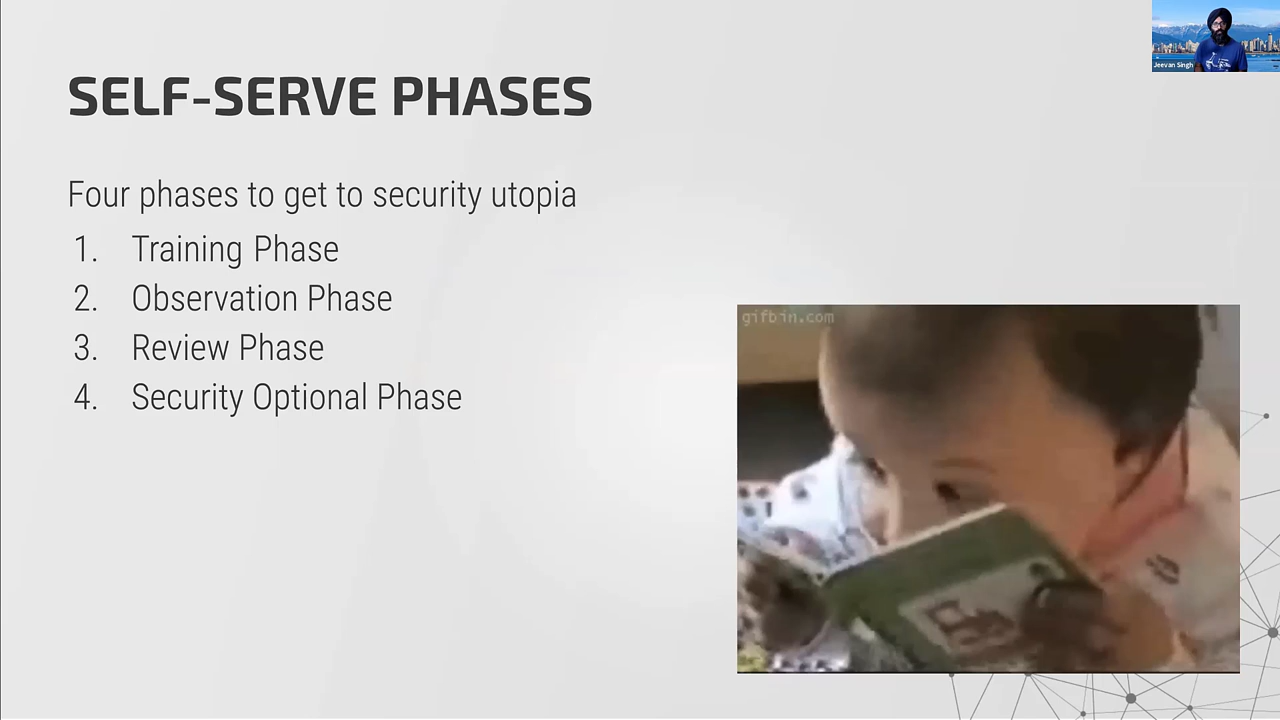 Jeevan Singh
SELF-SERVE PHASES
Four phases to get to security utopia
1. Training Phase
2. Observation Phase
3. Review Phase
4. Security Optional Phase
gifbin.com